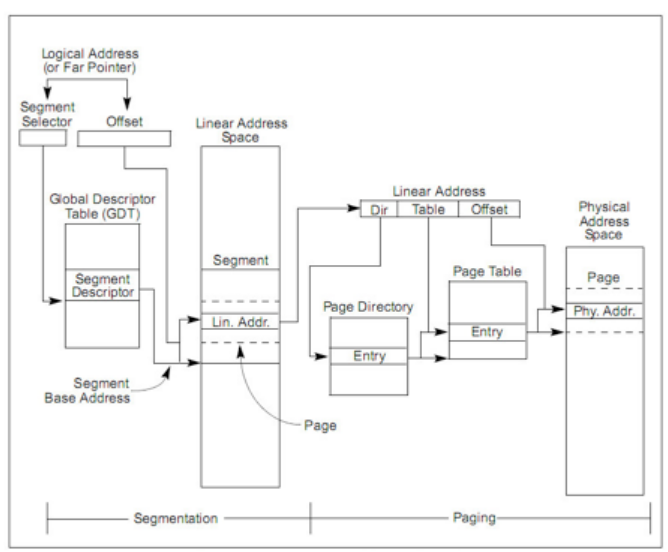 Logical Address
(or Far Pointer)
Segment
Selector
Offset
Linear Address
Space
Global Descriptor
Table (GDT)
Segment
Descriptor
Segment
Base Address
Segment
Lin. Addr.
Page
Linear Address
Dir
Table
Offset
Page Directory
Entry
Page Table
Entry
Physical
Address
Space
Page
Phy. Addr.
Segmentation
Paging